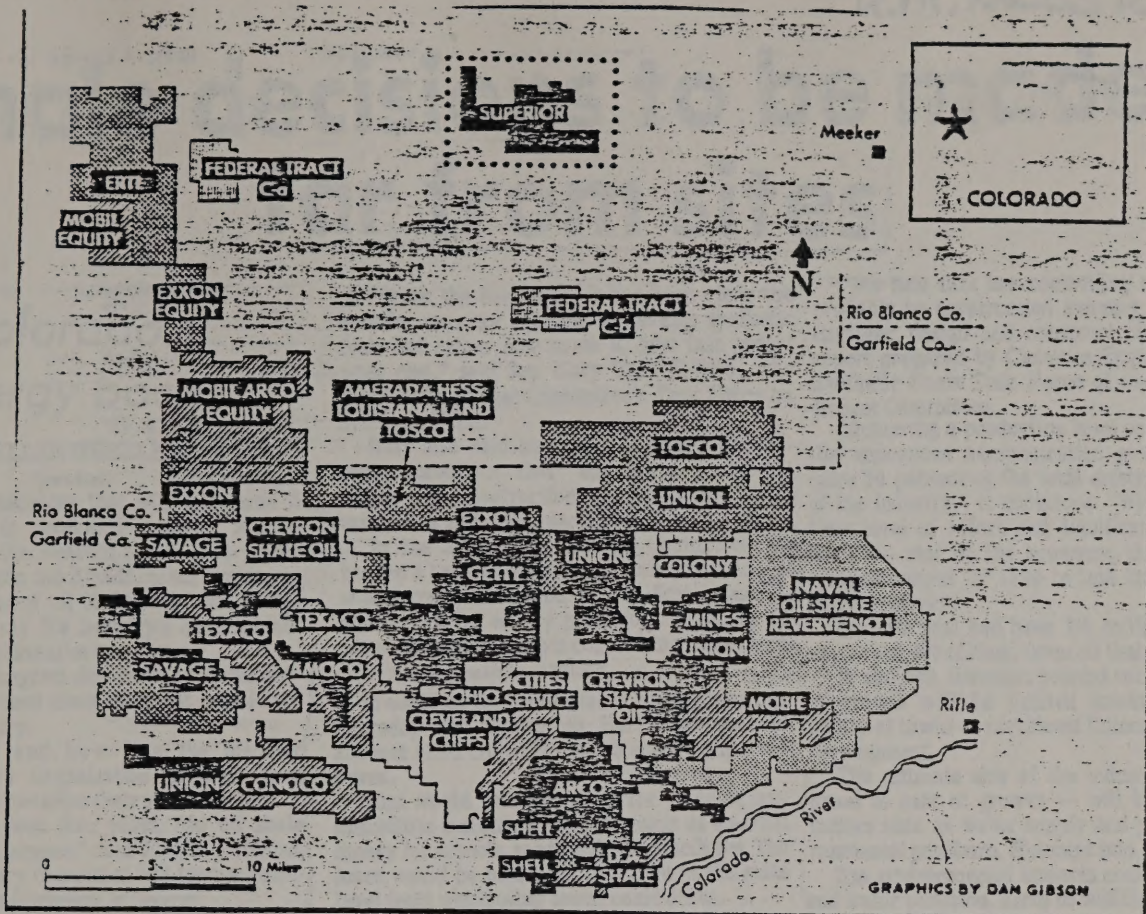 SUPERIOR
Meeker
COLORADO
FEDERAL TRACT
C-a
ERTE
MOBIL
EQUITY
N
EXXON
EQUITY
FEDERAL TRACT
C-b
Rio Blanco Co.
Garfield Co.
MOBIL ARCO
EQUITY
AMERADA HESS
LOUISIANA LAND
TOSCO
TOSCO
EXXON
UNION
Rio Blanco Co.
Garfield Co.
SAVAGE
CHEVRON
SHALE OIL
EXXON
GETTY
UNION
COLONY
NAVAL
OIL SHALE
TEXACO
TEXACO
MINES
UNION
SAVAGE
AMOCO
SOHIO
CLEVELAND
CLIFFS
CITIES
SERVICE
CHEVRON
SHALE
OIL
MOBIL
Rifle
UNION
CONOCO
ARCO
SHELL
SHELL
SHALE
Colorado River
0 5 10 Miles
GRAPHICS BY DAN GIBSON